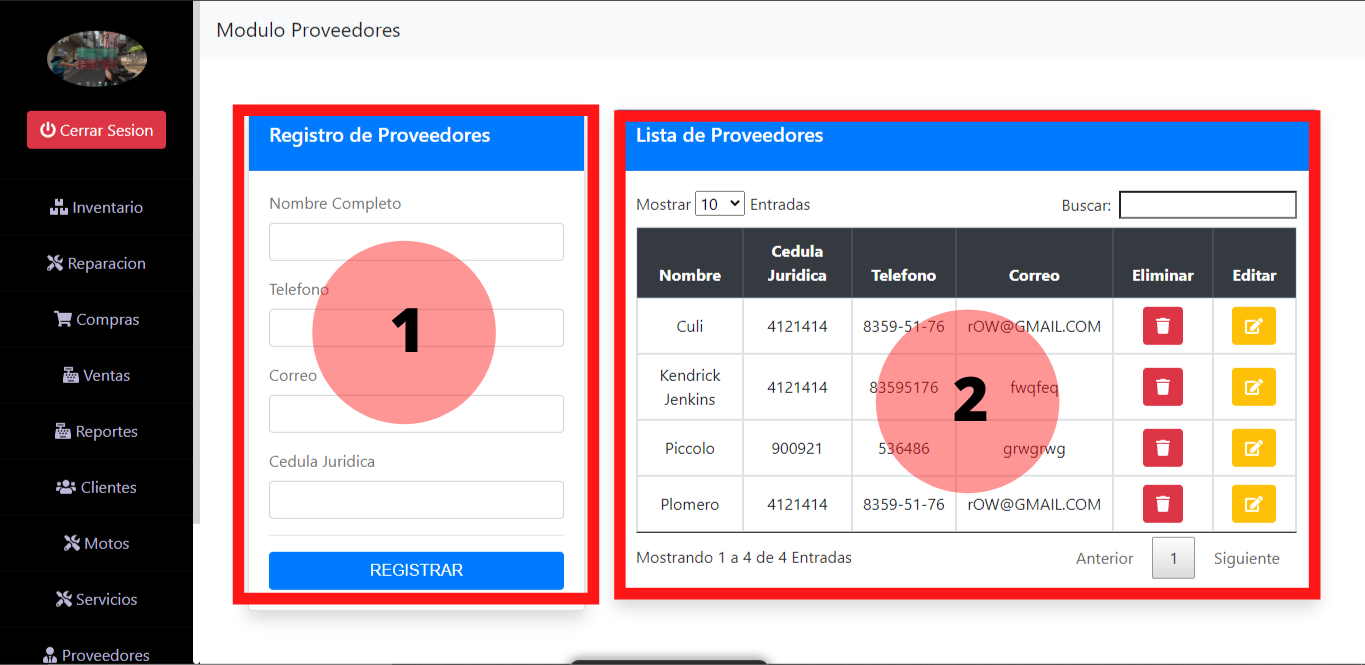 Modulo Proveedores
Cerrar Sesion
Inventario
Reparacion
Compras
Ventas
Reportes
Clientes
Motos
Servicios
Proveedores
Registro de Proveedores
Nombre Completo
Telefono
Correo
Cedula Juridica
REGISTRAR
1
Lista de Proveedores
Mostrar 10 Entradas Buscar:
Nombre Cedula Juridica Telefono Correo Eliminar Editar
Culi 4121414 8359-51-76 rOW@GMAIL.COM
Kendrick Jenkins 4121414 83595176 fwqfeq
Piccolo 900921 536486 grwgrwg
Plomero 4121414 8359-51-76 rOW@GMAIL.COM
2
Mostrando 1 a 4 de 4 Entradas Anterior 1 Siguiente